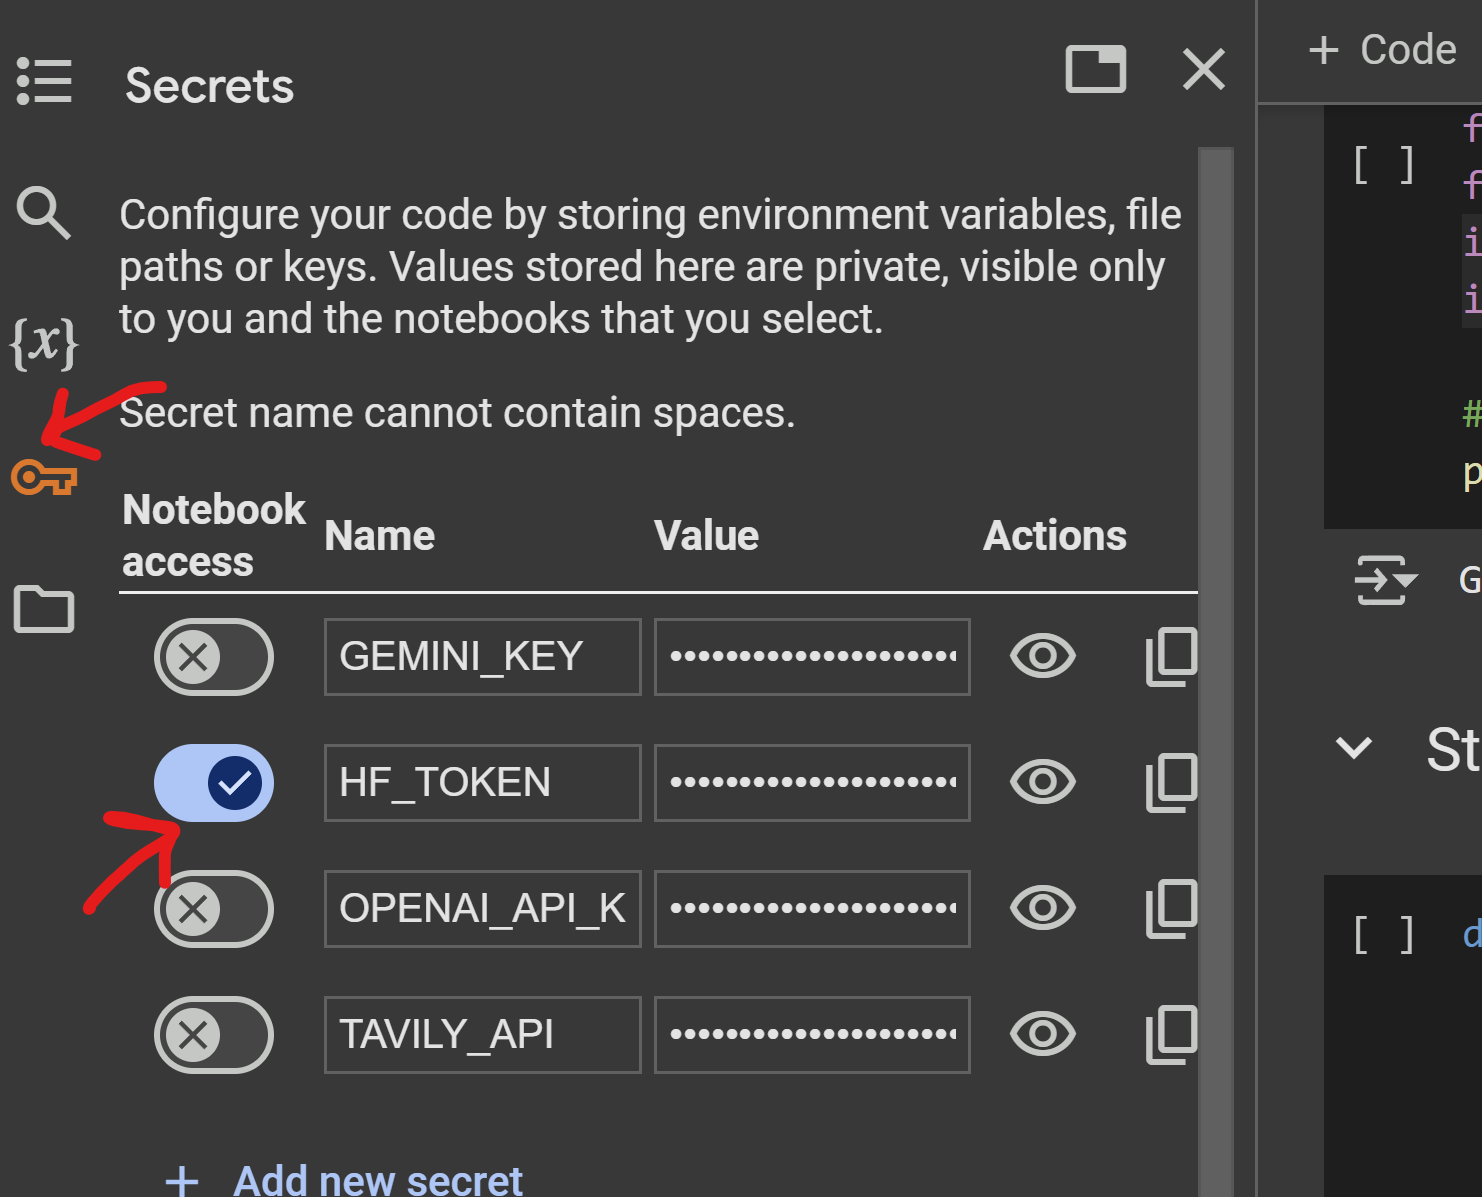 Secrets
+ Code
Configure your code by storing environment variables, file
paths or keys. Values stored here are private, visible only
to you and the notebooks that you select.
Secret name cannot contain spaces.
Notebook access
Name
Value
Actions
GEMINI_KEY
HF_TOKEN
OPENAI_API_K
TAVILY_API
+ Add new secret
{x}
[ ]
f
f
i
i
#
p
G
St
[ ]
d